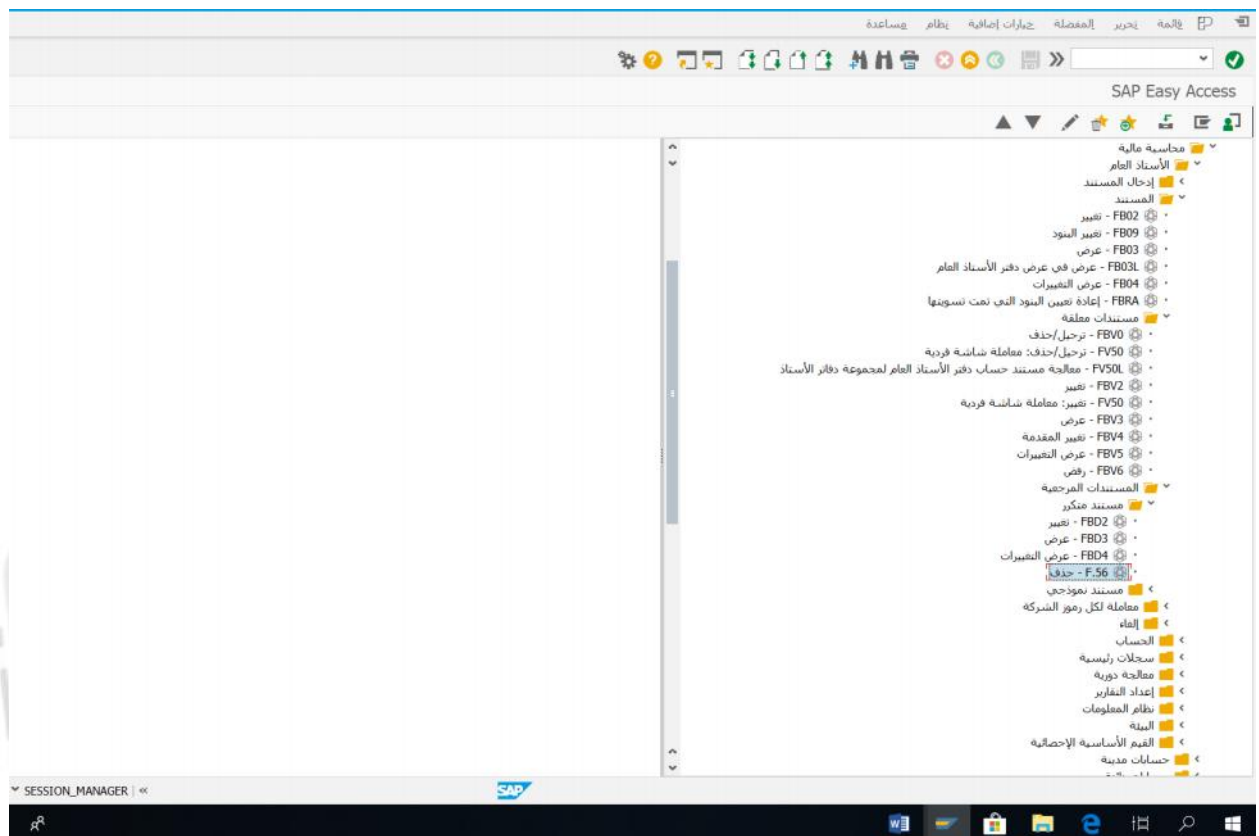 قائمة تحرير المفضلة خيارات إضافية نظام مساعدة
SAP Easy Access
محاسبة مالية
الأستاذ العام
إدخال المستند
المستند
FB02 - تغيير
FB09 - تغيير البنود
FB03 - عرض
FB03L - عرض في عرض دفتر الأستاذ العام
FB04 - عرض التغييرات
FBRA - إعادة تعيين البنود التي تمت تسويتها
مستندات معلقة
FBV0 - ترحيل/حذف
FV50 - ترحيل/حذف: معاملة شاشة فردية
FV50L - معالجة مستند حساب دفتر الأستاذ العام لمجموعة دفاتر الأستاذ
FBV2 - تغيير
FV50 - تغيير: معاملة شاشة فردية
FBV3 - عرض
FBV4 - تغيير المقدمة
FBV5 - عرض التغييرات
FBV6 - رفض
المستندات المرجعية
مستند متكرر
FBD2 - تغيير
FBD3 - عرض
FBD4 - عرض التغييرات
F.56 - حذف
مستند نموذجي
معاملة لكل رموز الشركة
إلغاء
الحساب
سجلات رئيسية
معالجة دورية
إعداد التقارير
نظام المعلومات
البيئة
القيم الأساسية الإحصائية
حسابات مدينة
SESSION_MANAGER
SAP